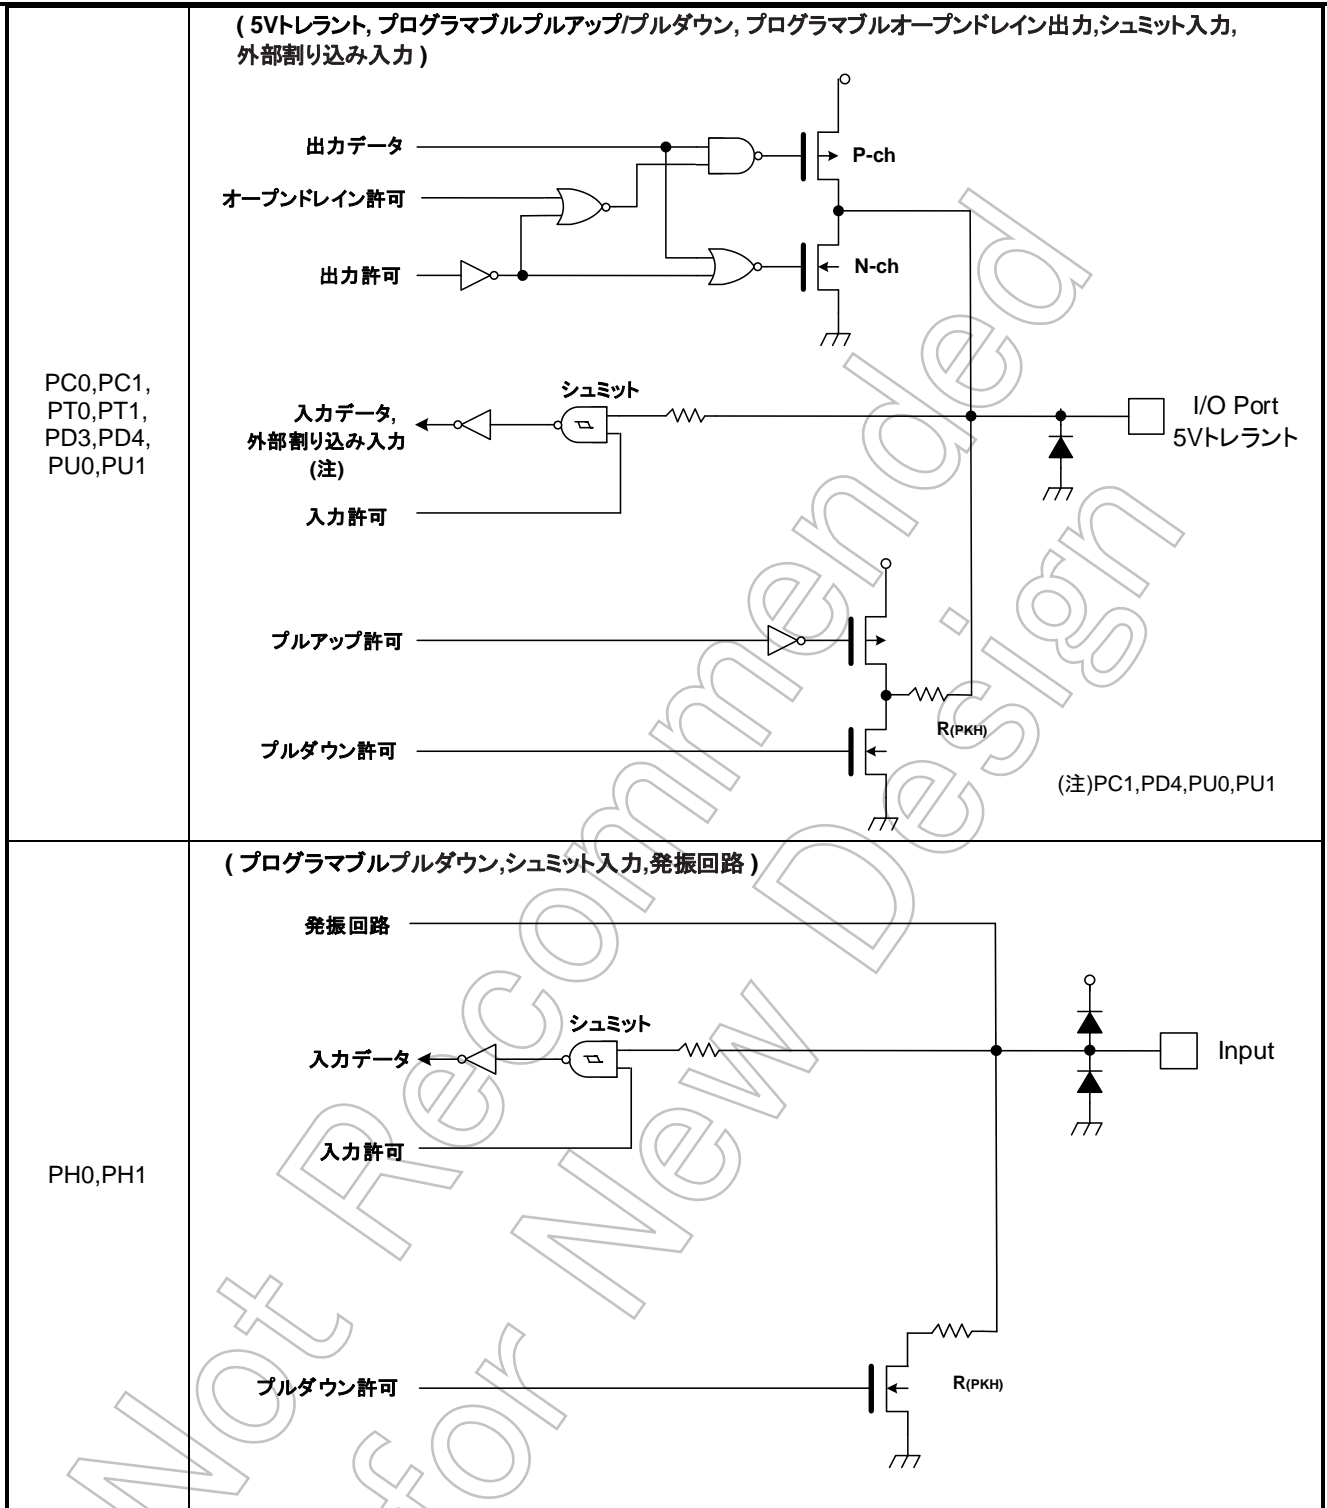 ( 5Vトレラント, プログラマブルプルアップ/プルダウン, プログラマブルオープンドレイン出力,シュミット入力,
外部割り込み入力 )
出力データ
P-ch
オープンドレイン許可
出力許可
N-ch
PC0,PC1,
PT0,PT1,
PD3,PD4,
PU0,PU1
シュミット
入力データ,
外部割り込み入力
(注)
I/O Port
5Vトレラント
入力許可
プルアップ許可
R(PKH)
プルダウン許可
(注)PC1,PD4,PU0,PU1
( プログラマブルプルダウン,シュミット入力,発振回路 )
発振回路
シュミット
入力データ
Input
入力許可
PH0,PH1
プルダウン許可
R(PKH)
Not Recommended
for New Design